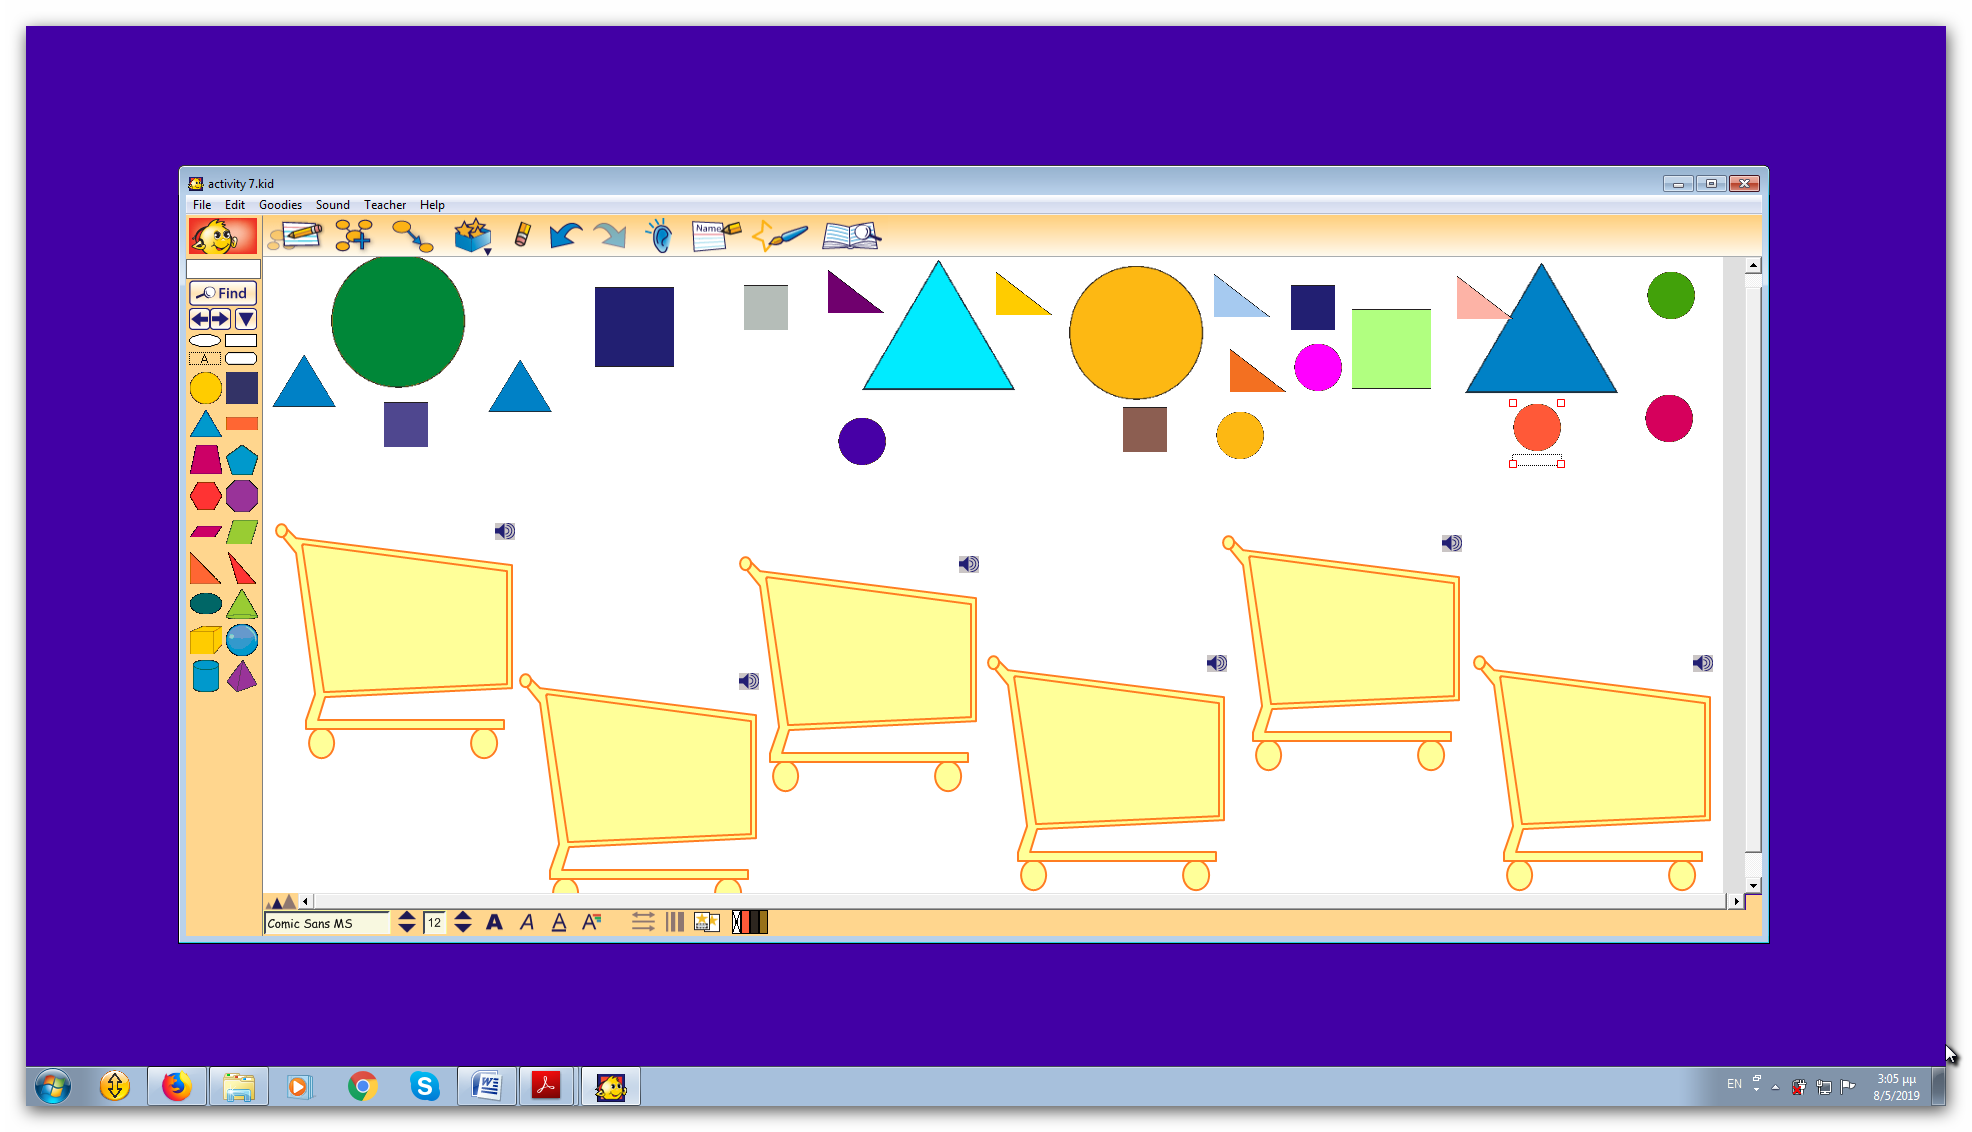 activity 7.kid
File Edit Goodies Sound Teacher Help
Name
Find
A
Comic Sans MS 12 A A A A
EN 3:05 μμ
8/5/2019